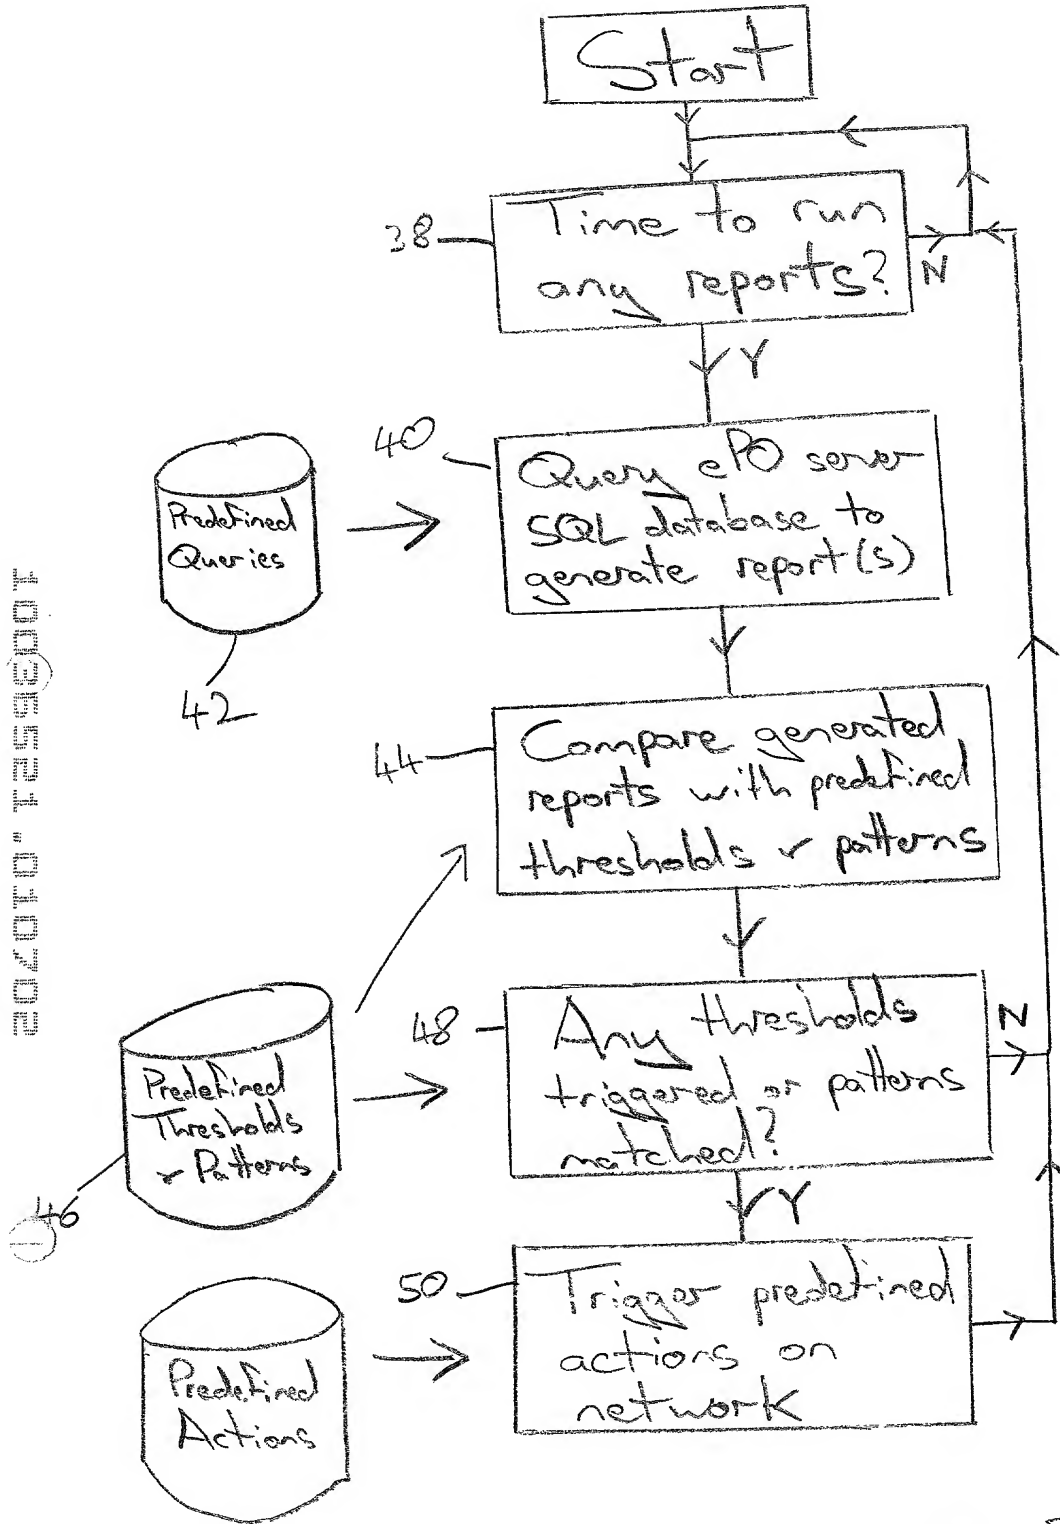 Start
Time to run
any reports?
38
N
Y
40
Query ePO server
SQL database to
generate report(s)
Predefined
Queries
42
44
Compare generated
reports with predefined
thresholds & patterns
48
Any thresholds
triggered or patterns
matched?
N
Predefined
Thresholds
& Patterns
46
Y
50
Trigger predefined
actions on
network
Predefined
Actions
10036521.010702